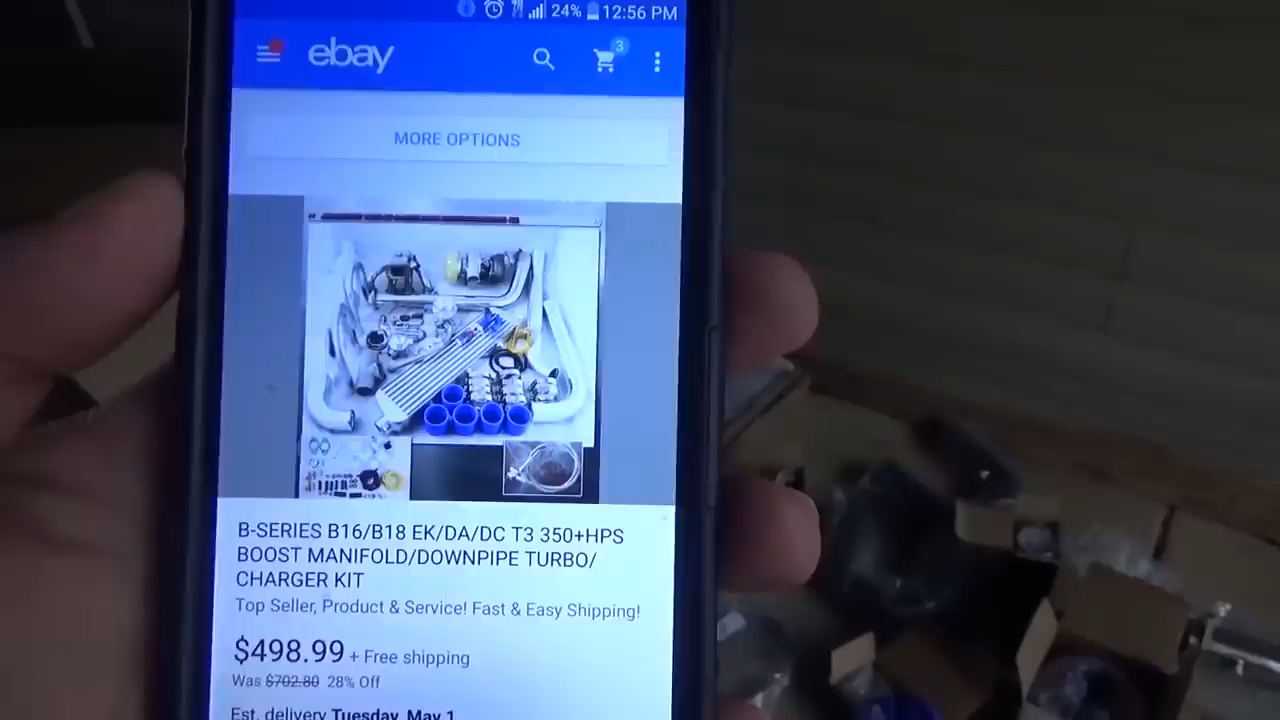 24% 12:56 PM
ebay
3
MORE OPTIONS
B-SERIES B16/B18 EK/DA/DC T3 350+HPS
BOOST MANIFOLD/DOWNPIPE TURBO/
CHARGER KIT
Top Seller, Product & Service! Fast & Easy Shipping!
$498.99 + Free shipping
Was $702.80 28% Off
Est. delivery Tuesday, May 1